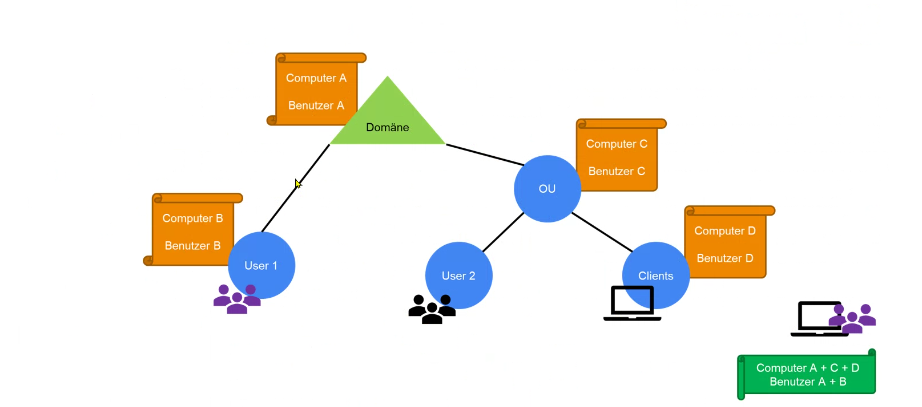 Computer A
Benutzer A
Domäne
Computer C
Benutzer C
OU
Computer B
Benutzer B
User 1
User 2
Computer D
Benutzer D
Clients
Computer A + C + D
Benutzer A + B